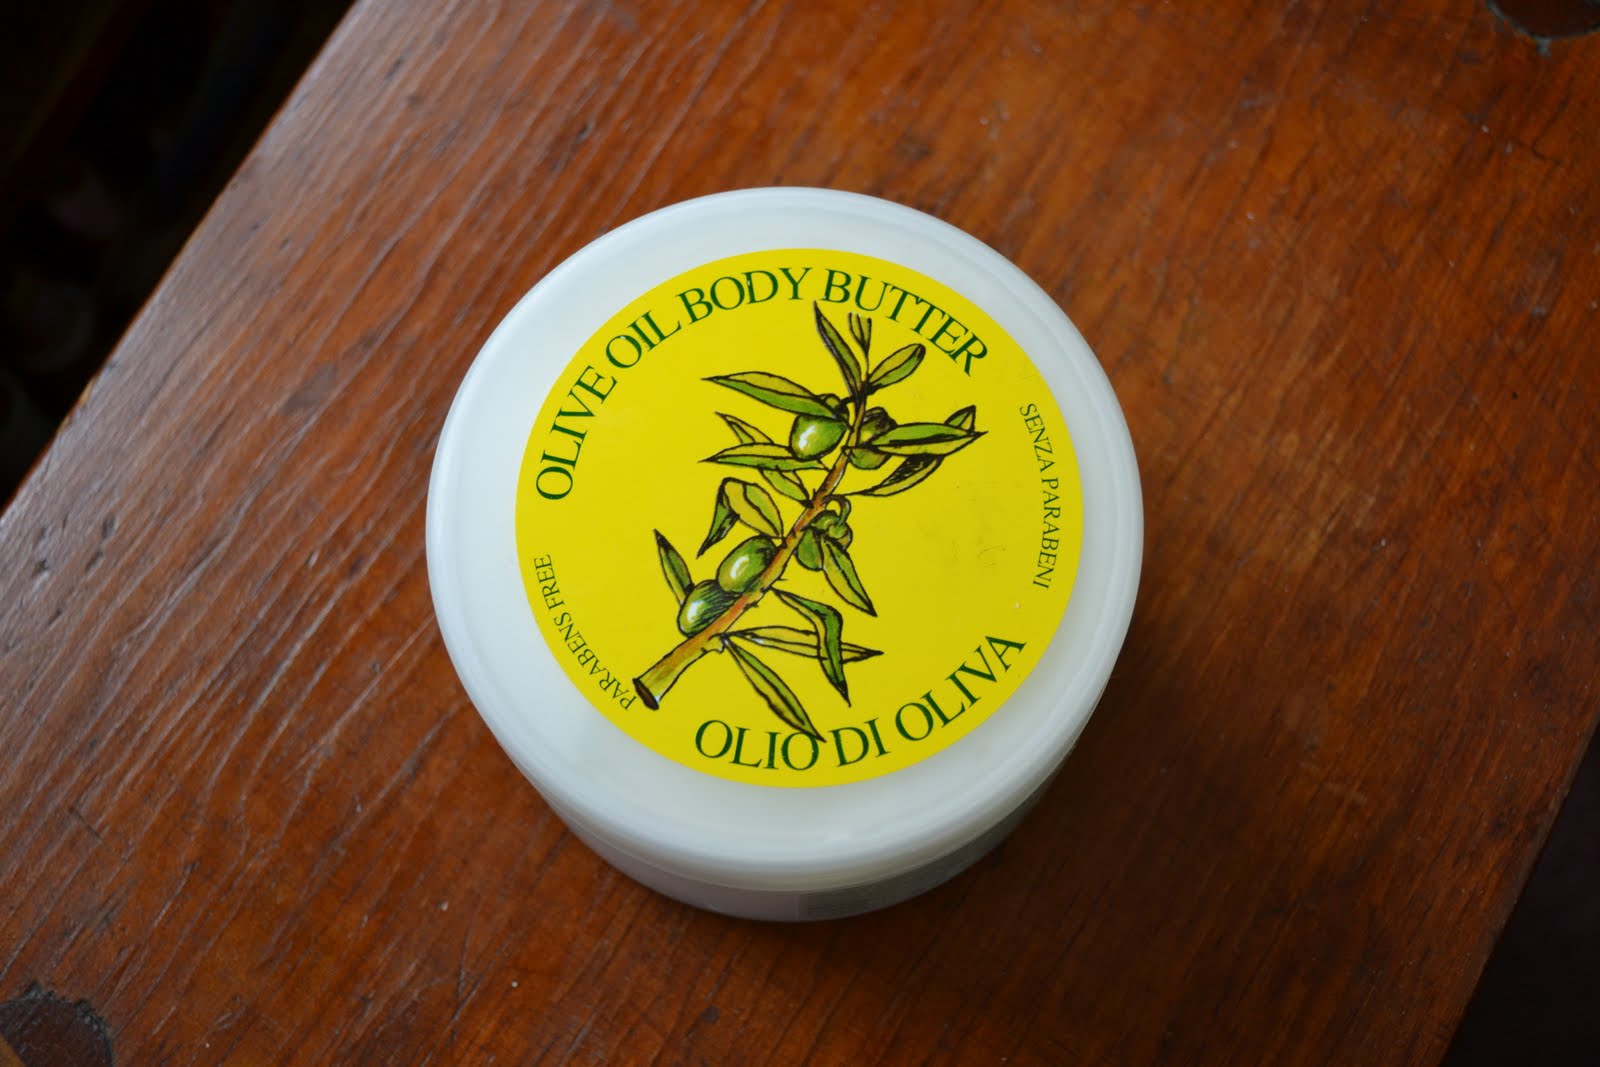 OLIVE OIL BODY BUTTER
SENZA PARABENI
PARABENS FREE
OLIO DI OLIVA